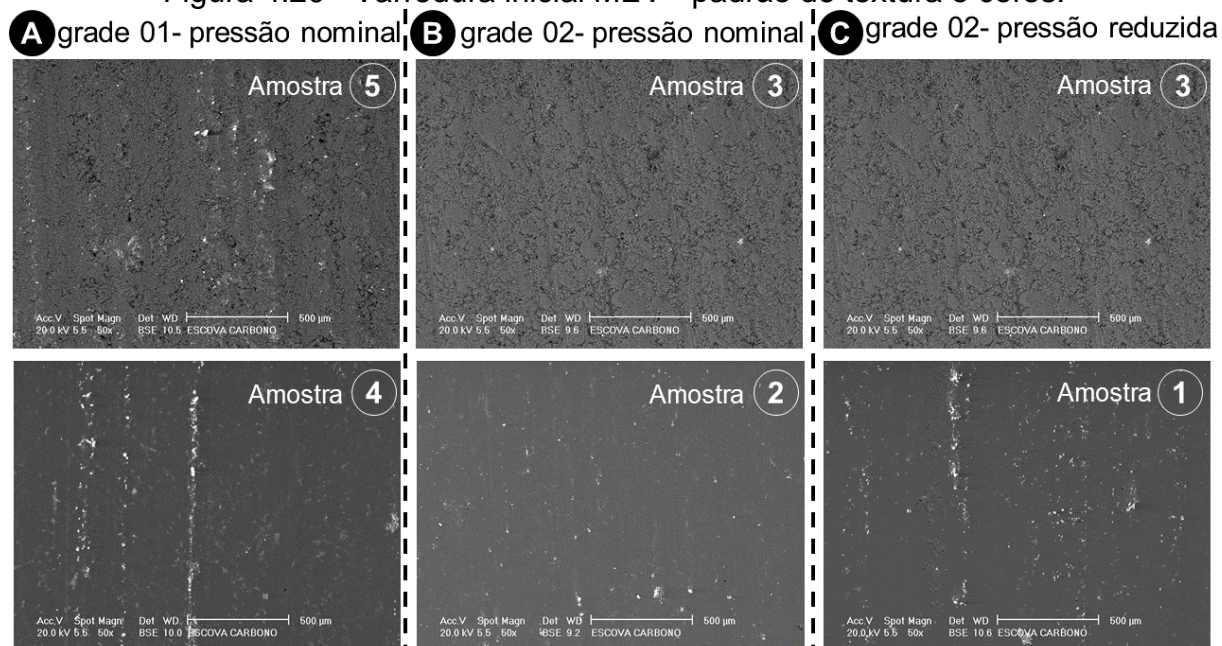 A grade 01- pressão nominal
B grade 02- pressão nominal
C grade 02- pressão reduzida
Amostra 5
Acc.V Spot Magn Det WD 500 µm
20.0 kV 5.5 50x BSE 10.5 ESCOVA CARBONO
Amostra 3
Acc.V Spot Magn Det WD 500 µm
20.0 kV 5.5 50x BSE 9.6 ESCOVA CARBONO
Amostra 3
Acc.V Spot Magn Det WD 500 µm
20.0 kV 5.5 50x BSE 9.6 ESCOVA CARBONO
Amostra 4
Acc.V Spot Magn Det WD 500 µm
20.0 kV 5.5 50x BSE 10.0 ESCOVA CARBONO
Amostra 2
Acc.V Spot Magn Det WD 500 µm
20.0 kV 5.5 50x BSE 9.2 ESCOVA CARBONO
Amostra 1
Acc.V Spot Magn Det WD 500 µm
20.0 kV 5.5 50x BSE 10.6 ESCOVA CARBONO